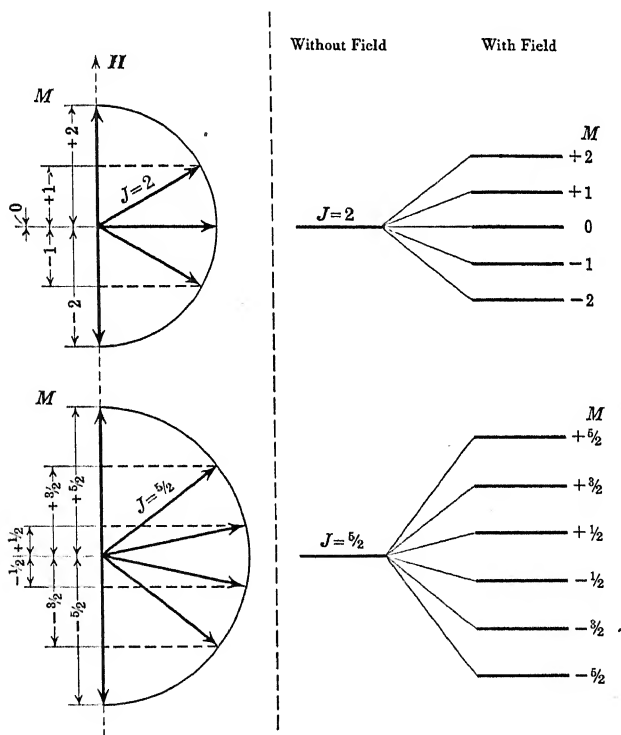 Without Field With Field
H
M
+2
+1
0
−1
−2
J=2
J=2
M
+2
+1
0
−1
−2
M
+5/2
+3/2
+1/2
−1/2
−3/2
−5/2
J=5/2
J=5/2
M
+5/2
+3/2
+1/2
−1/2
−3/2
−5/2